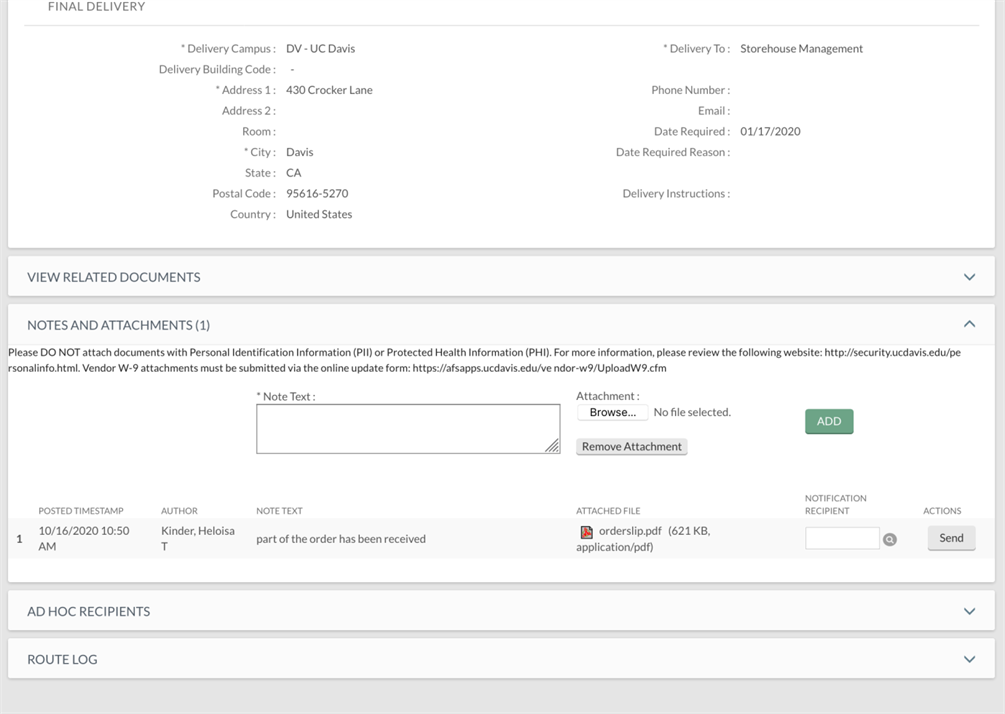 FINAL DELIVERY
* Delivery Campus : DV - UC Davis
* Delivery To : Storehouse Management
Delivery Building Code : -
* Address 1 : 430 Crocker Lane
Phone Number :
Address 2 :
Email :
Room :
Date Required : 01/17/2020
* City : Davis
Date Required Reason :
State : CA
Postal Code : 95616-5270
Delivery Instructions :
Country : United States
VIEW RELATED DOCUMENTS
NOTES AND ATTACHMENTS (1)
Please DO NOT attach documents with Personal Identification Information (PII) or Protected Health Information (PHI). For more information, please review the following website: http://security.ucdavis.edu/pe
rsonalinfo.html. Vendor W-9 attachments must be submitted via the online update form: https://afsapps.ucdavis.edu/ve ndor-w9/UploadW9.cfm
* Note Text :
Attachment :
Browse... No file selected.
ADD
Remove Attachment
POSTED TIMESTAMP AUTHOR NOTE TEXT ATTACHED FILE NOTIFICATION RECIPIENT ACTIONS
1 10/16/2020 10:50 AM Kinder, Heloisa T part of the order has been received orderslip.pdf (621 KB, application/pdf) Send
AD HOC RECIPIENTS
ROUTE LOG